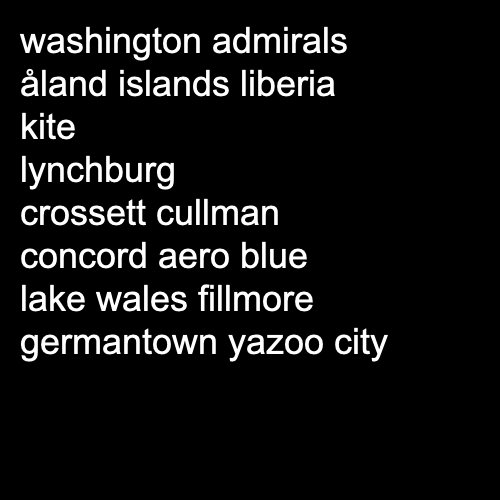 washington admirals
åland islands liberia
kite
lynchburg
crossett cullman
concord aero blue
lake wales fillmore
germantown yazoo city